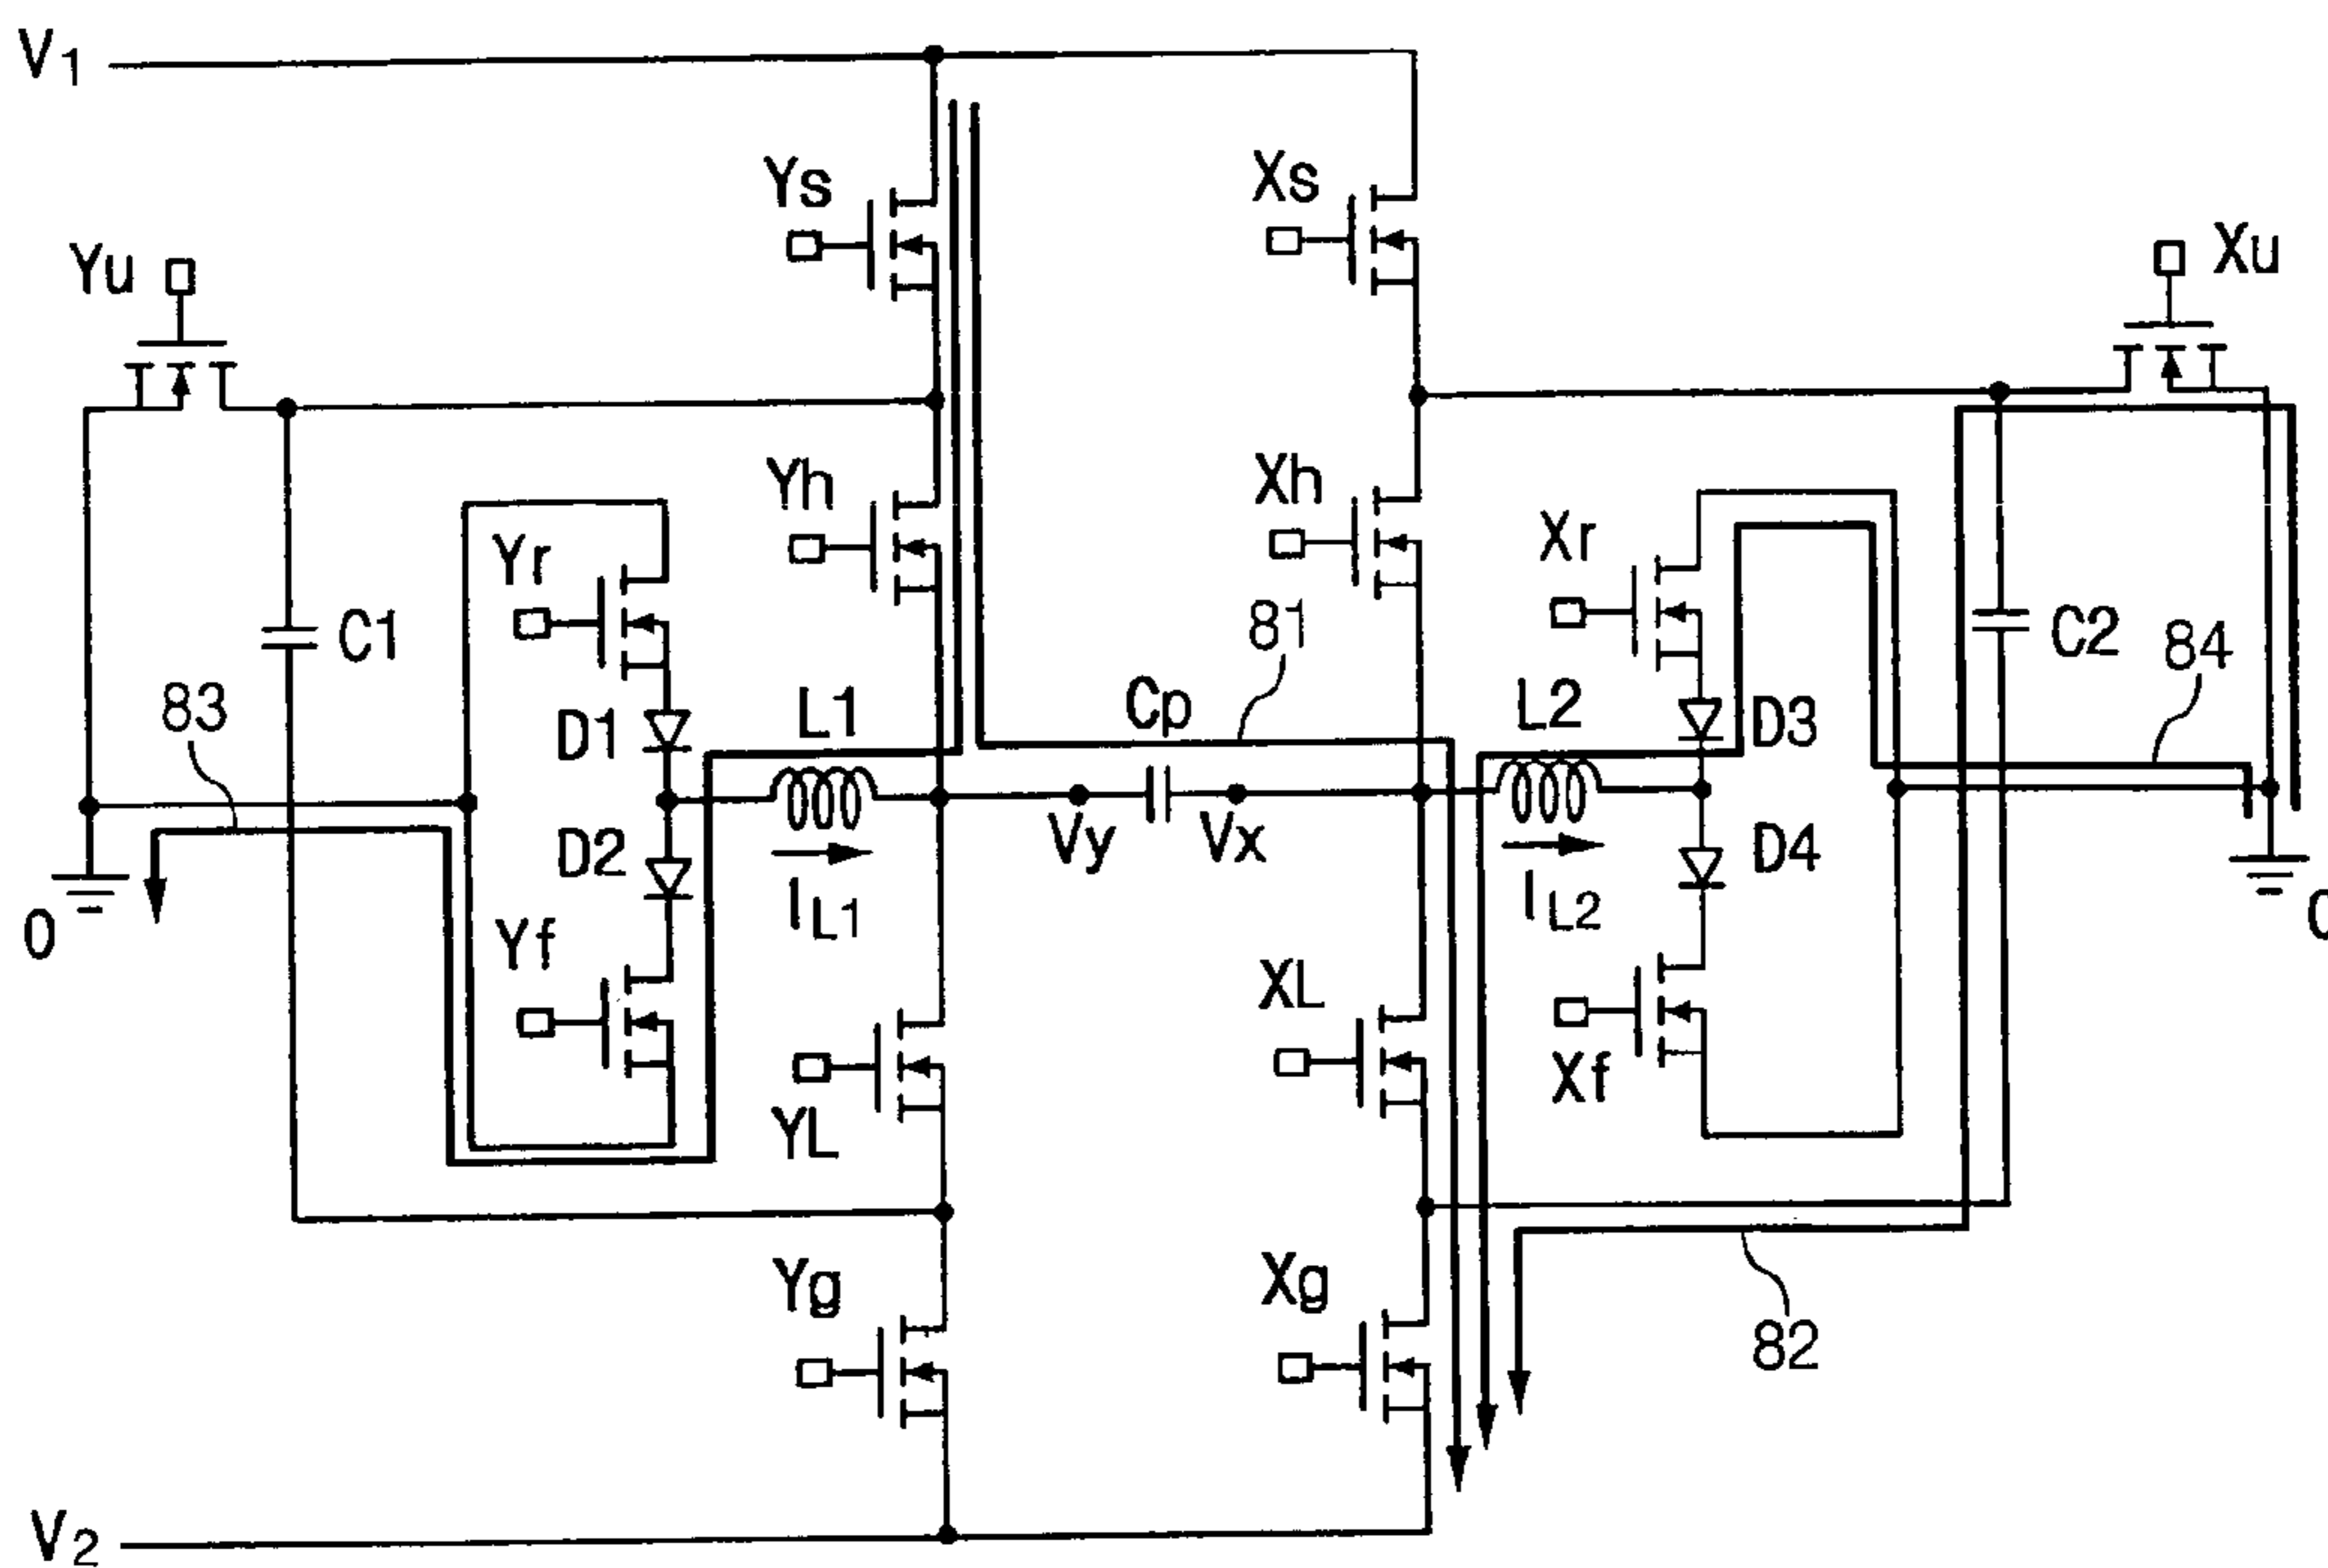 V1
Ys
Xs
Yu
Xu
Yh
Xh
Yr
Xr
81
C1
C2
84
83
D1
L1
Cp
L2
D3
D2
Vy
Vx
D4
IL1
IL2
0
0
Yf
XL
Xf
YL
Yg
Xg
82
V2